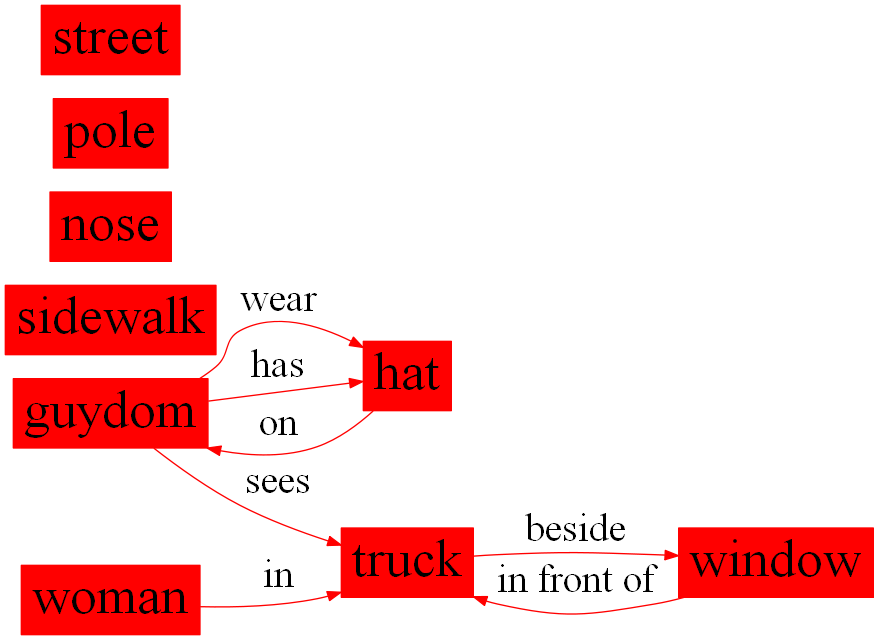 street
pole
nose
sidewalk
wear
has
hat
guydom
on
sees
beside
truck
window
in
in front of
woman